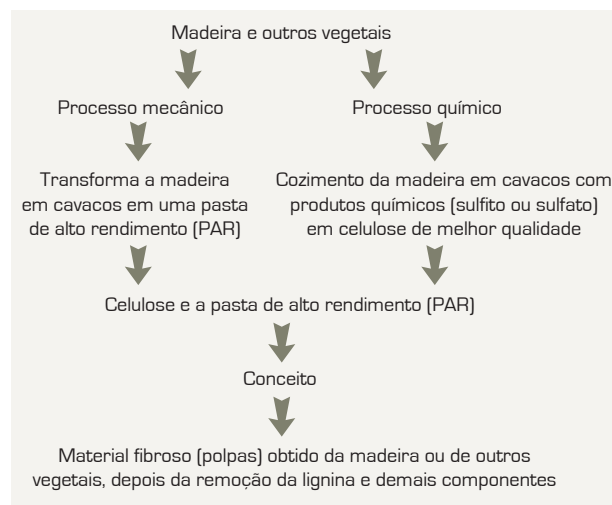 Madeira e outros vegetais
Processo mecânico
Processo químico
Transforma a madeira
em cavacos em uma pasta
de alto rendimento (PAR)
Cozimento da madeira em cavacos com
produtos químicos (sulfito ou sulfato)
em celulose de melhor qualidade
Celulose e a pasta de alto rendimento (PAR)
Conceito
Material fibroso (polpas) obtido da madeira ou de outros
vegetais, depois da remoção da lignina e demais componentes